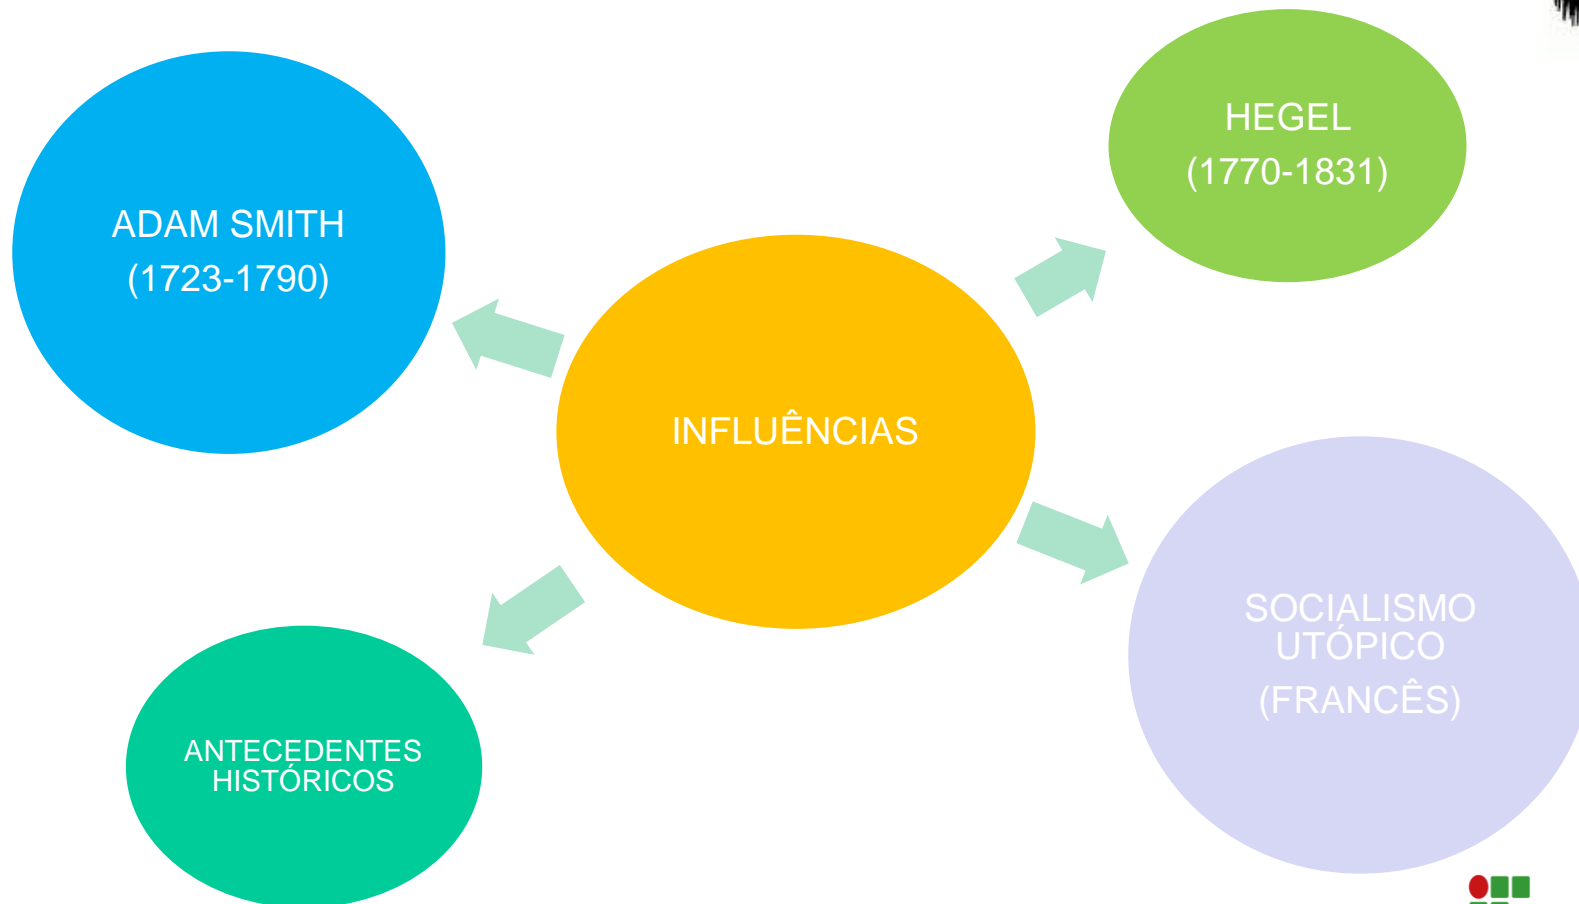 ADAM SMITH
(1723-1790)
HEGEL
(1770-1831)
INFLUÊNCIAS
ANTECEDENTES
HISTÓRICOS
SOCIALISMO
UTÓPICO
(FRANCÊS)